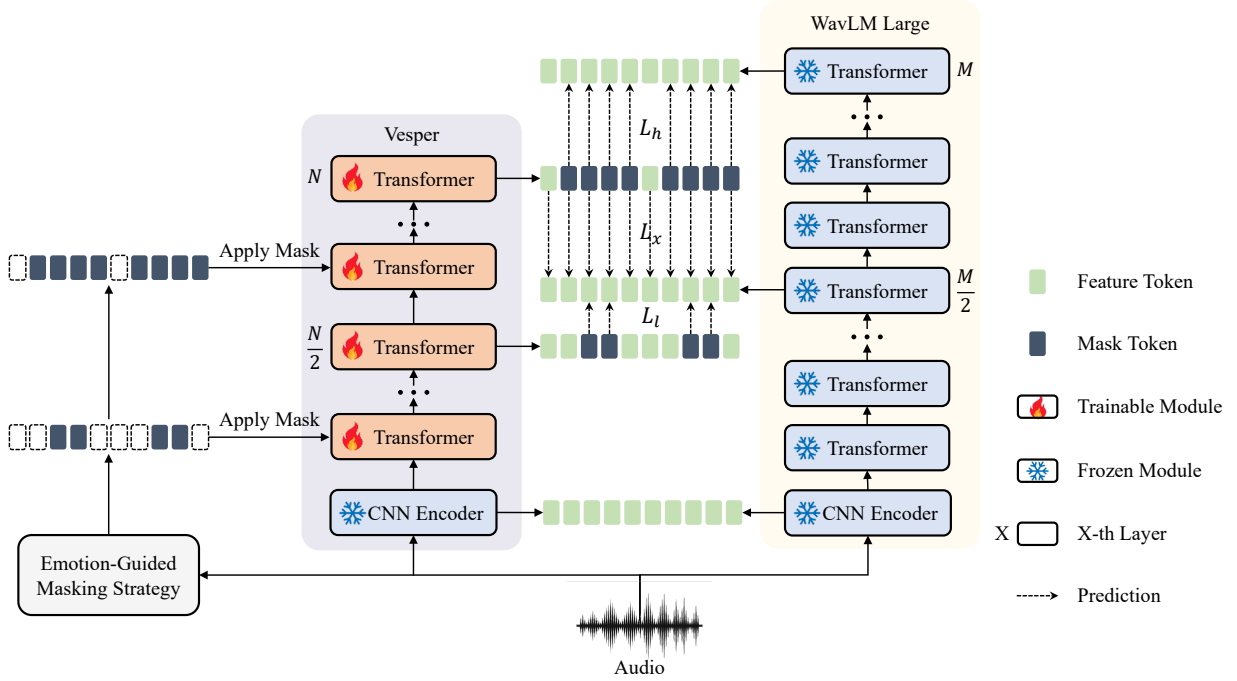 WavLM Large
Transformer
M
Vesper
L_h
Transformer
N
Transformer
Transformer
Apply Mask
Transformer
L_x
Transformer
M/2
Feature Token
L_l
N/2
Transformer
Mask Token
Transformer
Trainable Module
Apply Mask
Transformer
Transformer
Frozen Module
CNN Encoder
CNN Encoder
X
X-th Layer
Emotion-Guided
Masking Strategy
Prediction
Audio